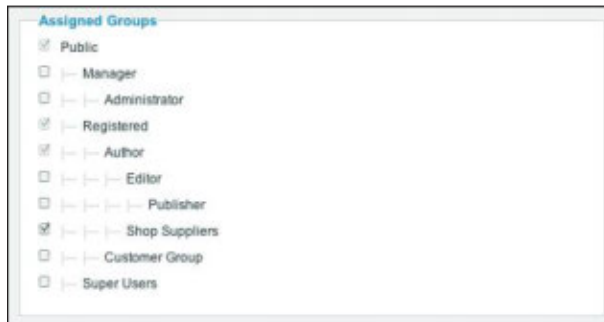 Assigned Groups
Public
Manager
Administrator
Registered
Author
Editor
Publisher
Shop Suppliers
Customer Group
Super Users